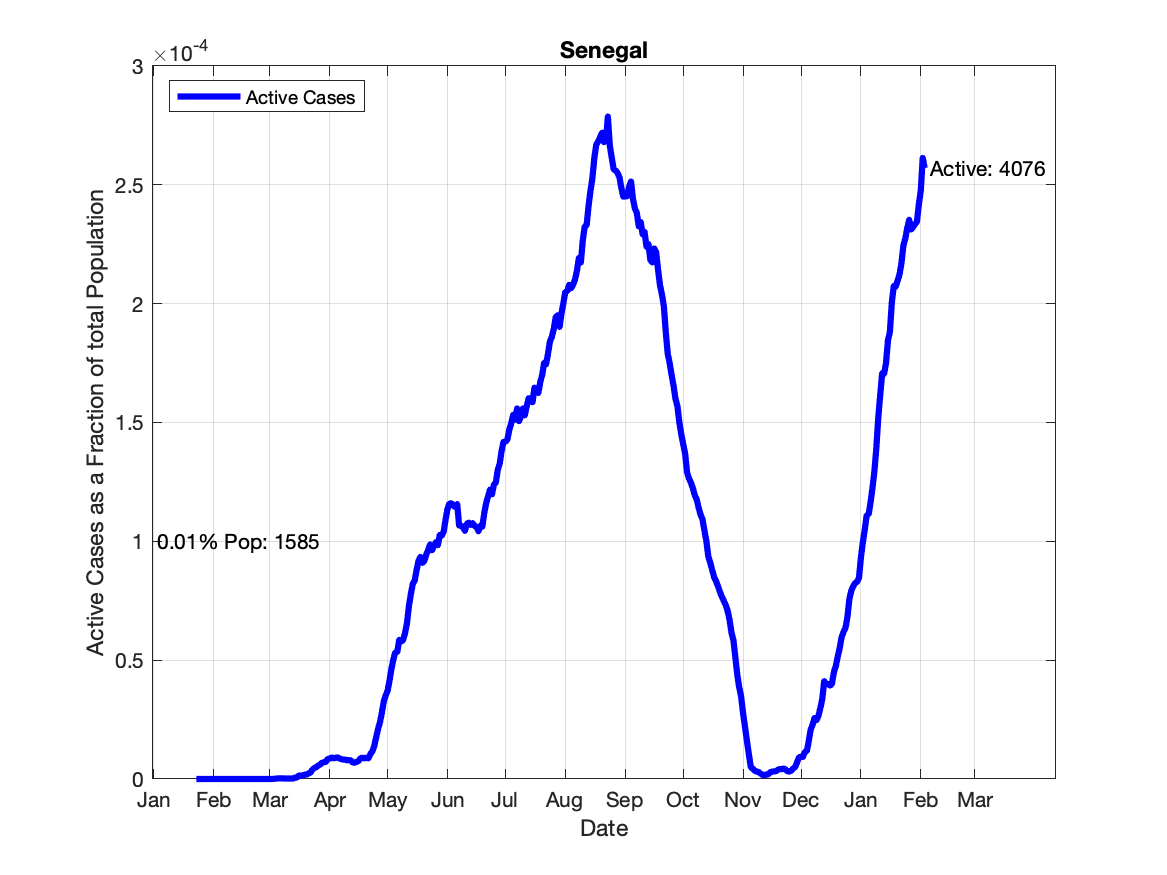 Senegal
×10-4
Active Cases
3
2.5
2
1.5
1
0.5
0
Active Cases as a Fraction of total Population
Active: 4076
0.01% Pop: 1585
Jan Feb Mar Apr May Jun Jul Aug Sep Oct Nov Dec Jan Feb Mar
Date